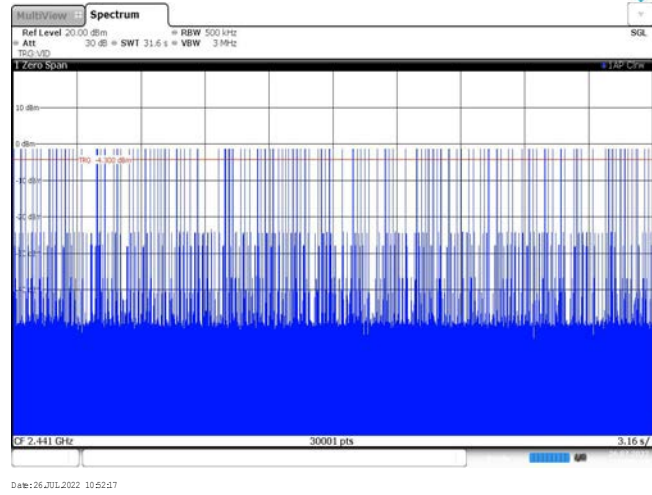 MultiView Spectrum
Ref Level 20.00 dBm RBW 500 kHz SGL
Att 30 dB SWT 31.6 s VBW 3 MHz
TRG:VID
1 Zero Span 1AP Clrw
10 dBm
0 dBm
TRG -4.300 dBm
-10 dBm
-20 dBm
CF 2.441 GHz 30001 pts 3.16 s/
Date: 26.JUL.2022 10:52:17